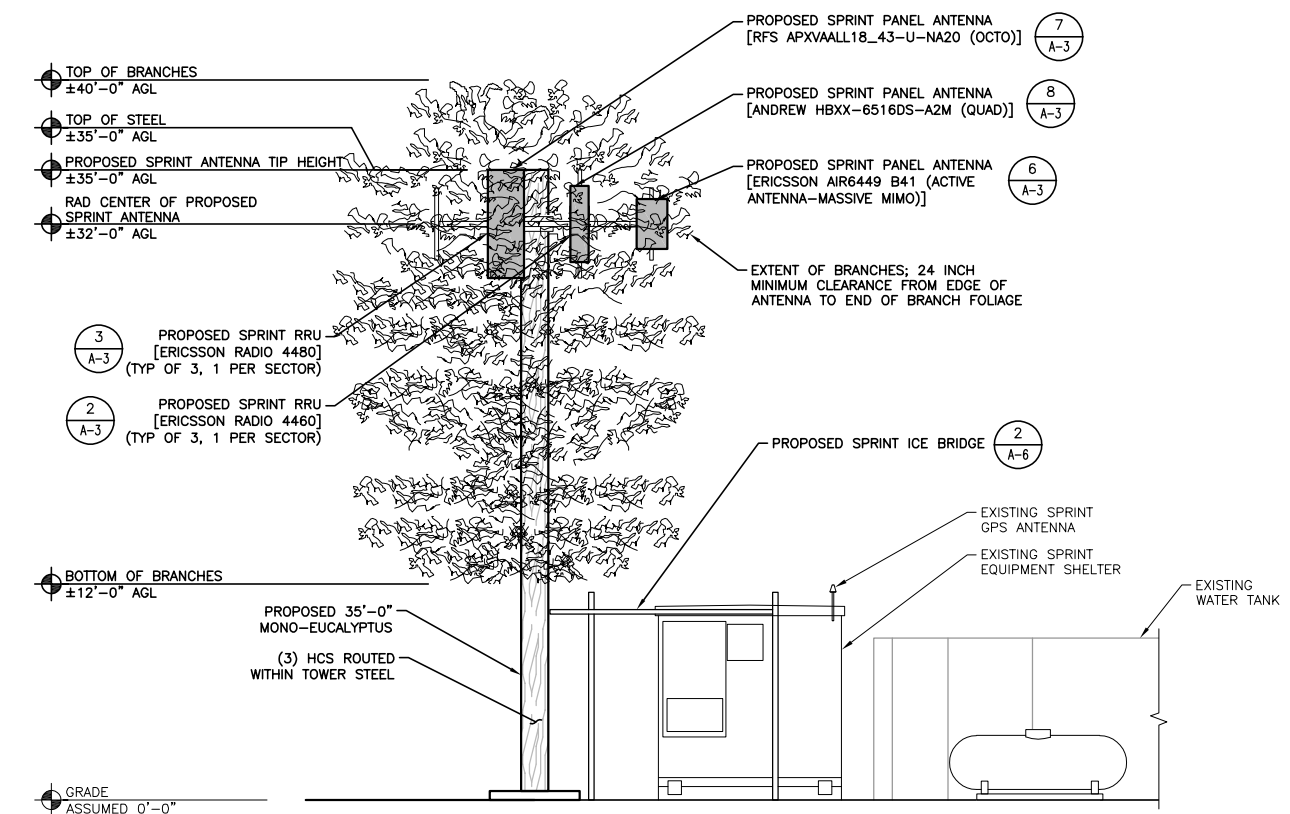 TOP OF BRANCHES
±40'-0" AGL
TOP OF STEEL
±35'-0" AGL
PROPOSED SPRINT ANTENNA TIP HEIGHT
±35'-0" AGL
RAD CENTER OF PROPOSED
SPRINT ANTENNA
±32'-0" AGL
PROPOSED SPRINT PANEL ANTENNA
[RFS APXVAALL18_43-U-NA20 (OCTO)]
7
A-3
PROPOSED SPRINT PANEL ANTENNA
[ANDREW HBXX-6516DS-A2M (QUAD)]
8
A-3
PROPOSED SPRINT PANEL ANTENNA
[ERICSSON AIR6449 B41 (ACTIVE
ANTENNA-MASSIVE MIMO)]
6
A-3
EXTENT OF BRANCHES; 24 INCH
MINIMUM CLEARANCE FROM EDGE OF
ANTENNA TO END OF BRANCH FOLIAGE
3
A-3
PROPOSED SPRINT RRU
[ERICSSON RADIO 4480]
(TYP OF 3, 1 PER SECTOR)
2
A-3
PROPOSED SPRINT RRU
[ERICSSON RADIO 4460]
(TYP OF 3, 1 PER SECTOR)
PROPOSED SPRINT ICE BRIDGE
2
A-6
EXISTING SPRINT
GPS ANTENNA
EXISTING SPRINT
EQUIPMENT SHELTER
EXISTING
WATER TANK
BOTTOM OF BRANCHES
±12'-0" AGL
PROPOSED 35'-0"
MONO-EUCALYPTUS
(3) HCS ROUTED
WITHIN TOWER STEEL
GRADE
ASSUMED 0'-0"